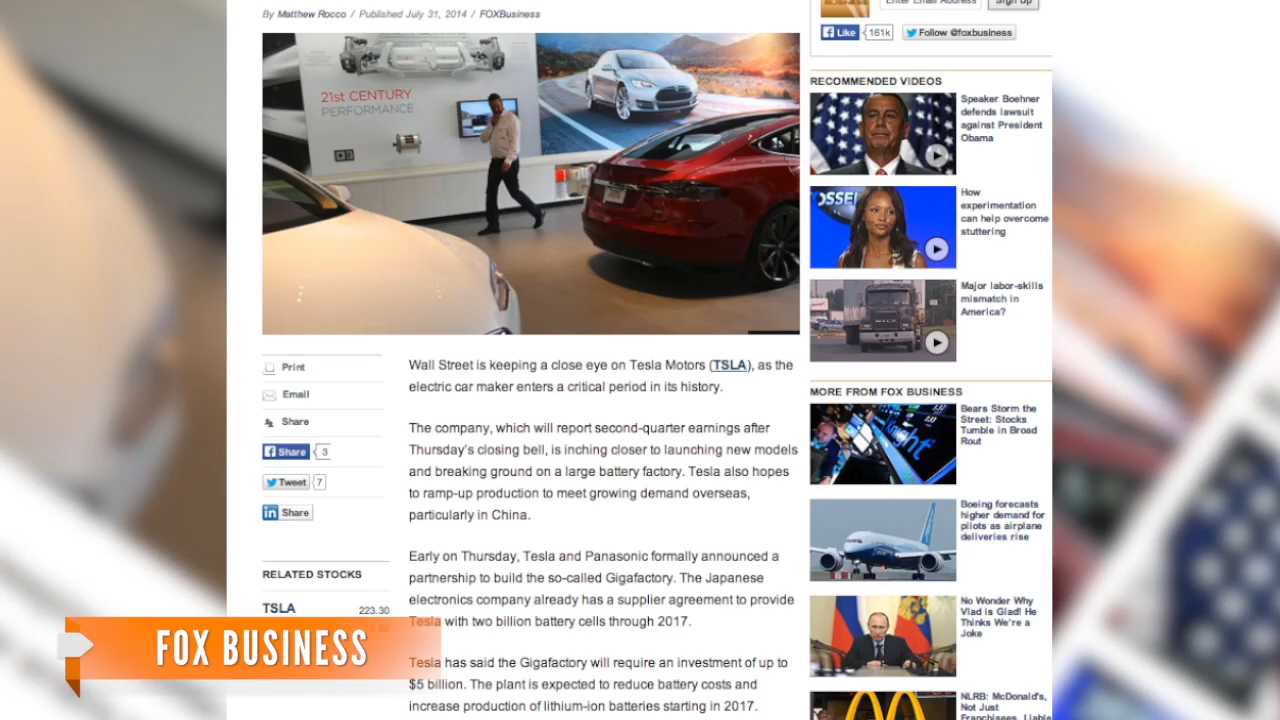 By Matthew Rocco / Published July 31, 2014 / FOXBusiness
21st CENTURY
PERFORMANCE
Print
Email
Share
Share 3
Tweet 7
Share
RELATED STOCKS
TSLA 223.30
Wall Street is keeping a close eye on Tesla Motors (TSLA), as the
electric car maker enters a critical period in its history.
The company, which will report second-quarter earnings after
Thursday's closing bell, is inching closer to launching new models
and breaking ground on a large battery factory. Tesla also hopes
to ramp-up production to meet growing demand overseas,
particularly in China.
Early on Thursday, Tesla and Panasonic formally announced a
partnership to build the so-called Gigafactory. The Japanese
electronics company already has a supplier agreement to provide
Tesla with two billion battery cells through 2017.
Tesla has said the Gigafactory will require an investment of up to
$5 billion. The plant is expected to reduce battery costs and
increase production of lithium-ion batteries starting in 2017.
BUSINESS
Enter Email Address Sign Up
Like 161k Follow @foxbusiness
RECOMMENDED VIDEOS
Speaker Boehner
defends lawsuit
against President
Obama
How
experimentation
can help overcome
stuttering
Major labor-skills
mismatch in
America?
MORE FROM FOX BUSINESS
Bears Storm the
Street: Stocks
Tumble in Broad
Rout
Boeing forecasts
higher demand for
pilots as airplane
deliveries rise
No Wonder Why
Vlad is Glad! He
Thinks We're a
Joke
NLRB: McDonald's,
Not Just
Franchisees, Liable
FOX BUSINESS